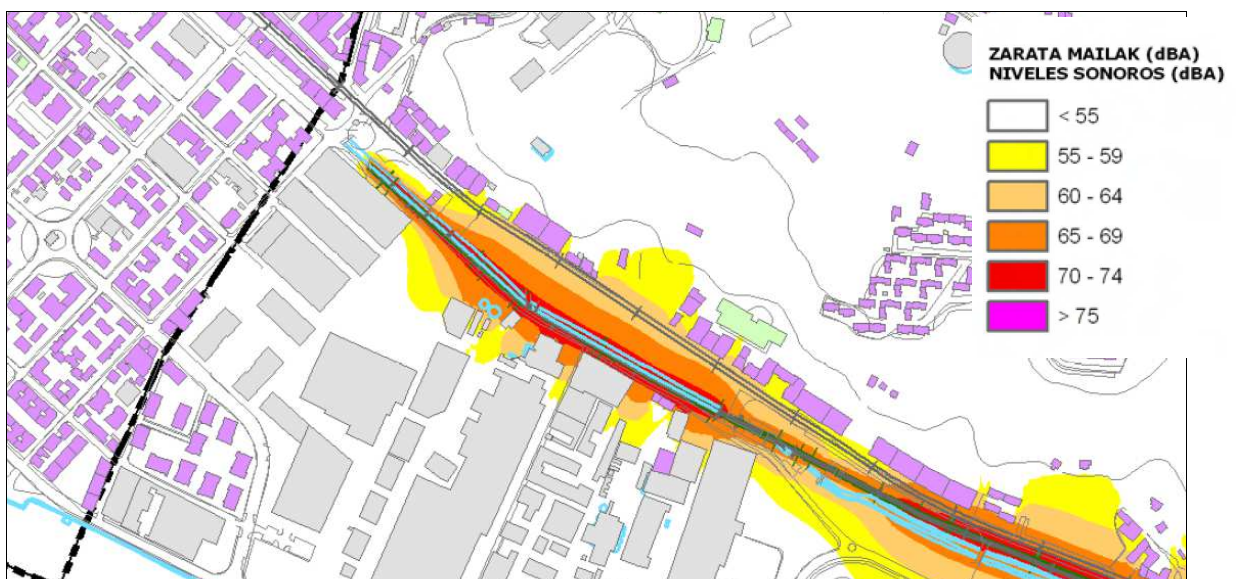 ZARATA MAILAK (dBA)
NIVELES SONOROS (dBA)
< 55
55 - 59
60 - 64
65 - 69
70 - 74
> 75